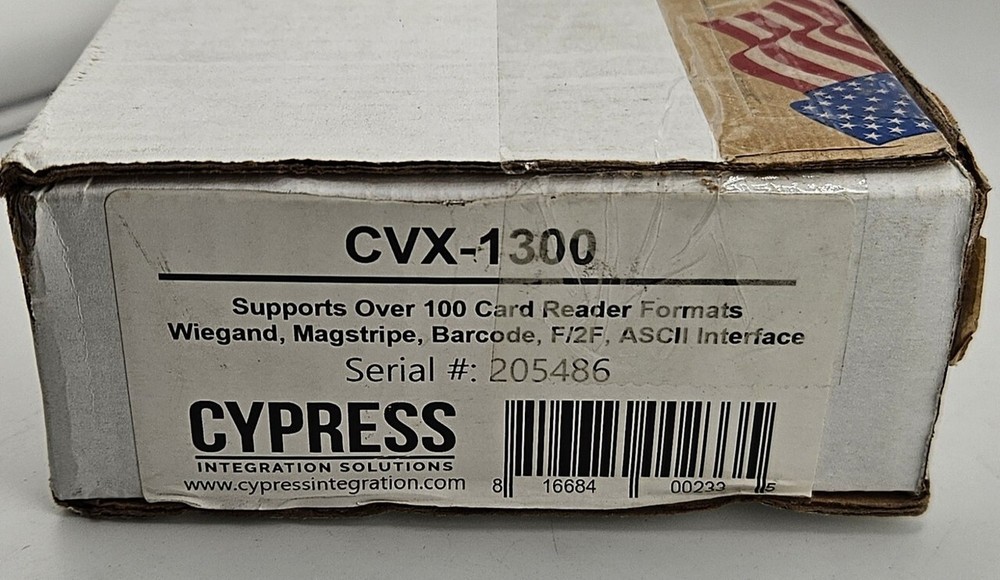 CVX-1300
Supports Over 100 Card Reader Formats
Wiegand, Magstripe, Barcode, F/2F, ASCII Interface
Serial #: 205486
CYPRESS
INTEGRATION SOLUTIONS
www.cypressintegration.com
8 16684 00233 5